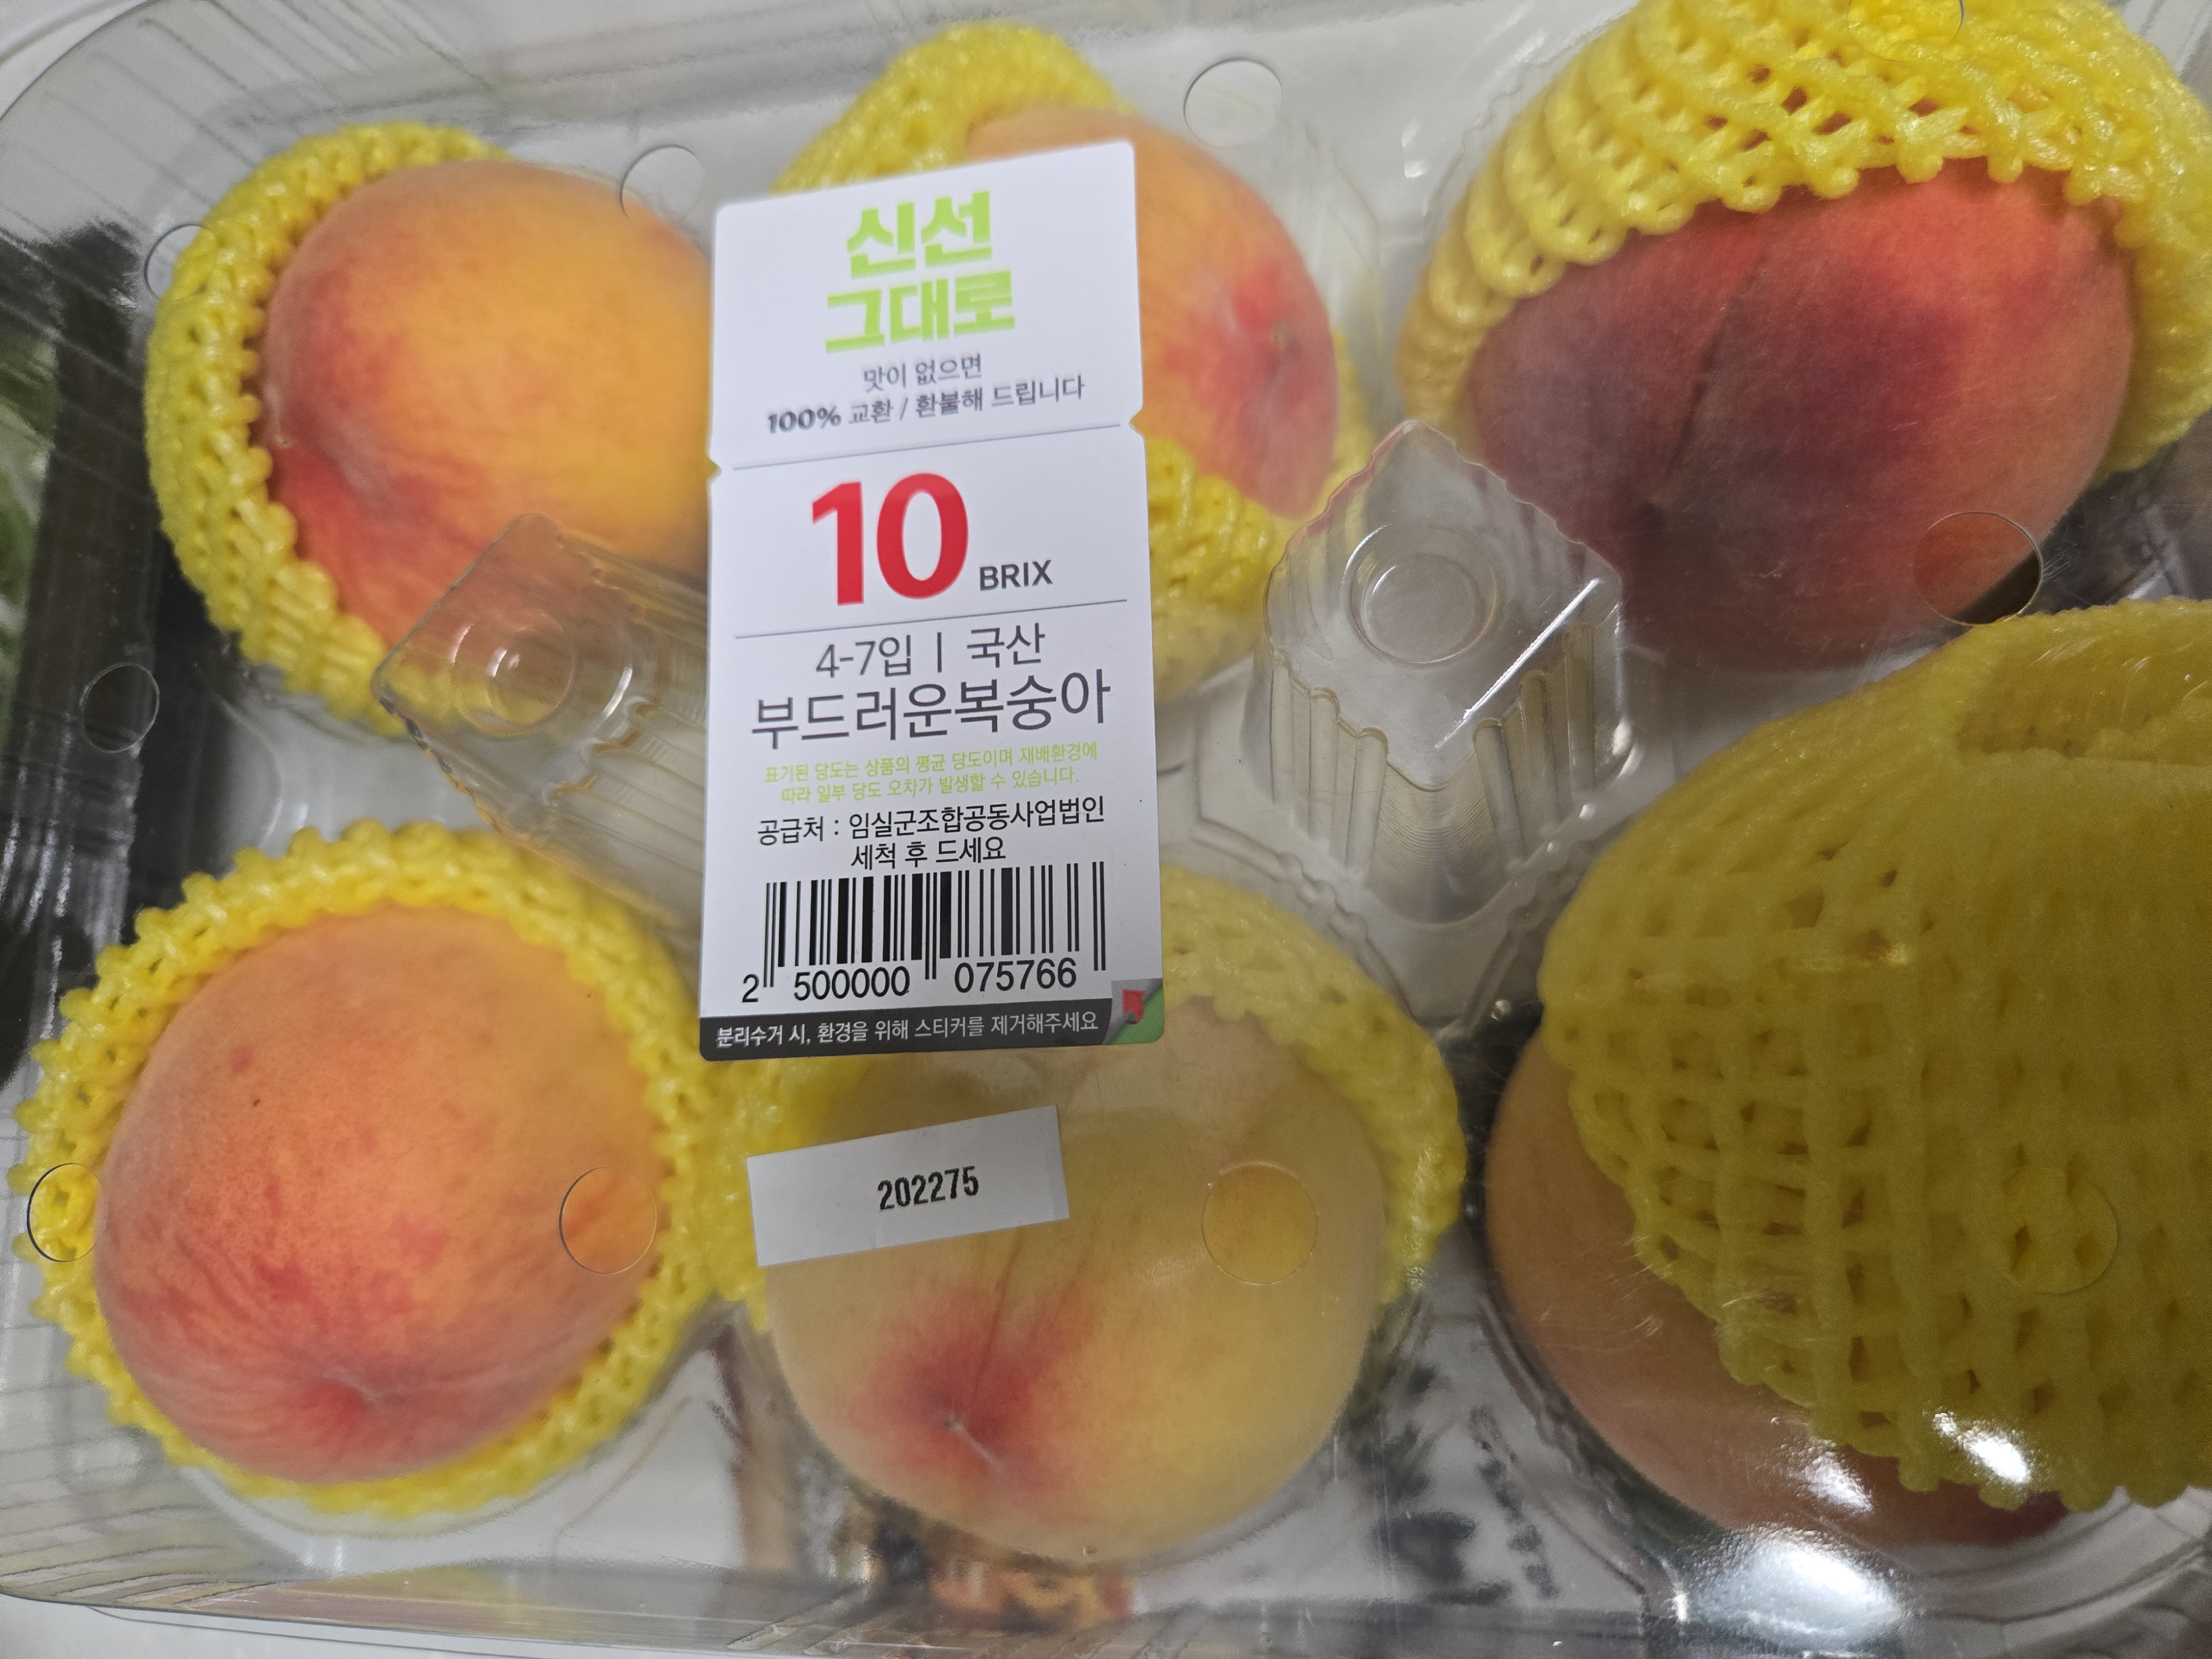 신선
그대로
맛이 없으면
100% 교환 / 환불해 드립니다
10 BRIX
4-7입 | 국산
부드러운복숭아
표기된 당도는 상품의 평균 당도이며 재배환경에
따라 일부 당도 오차가 발생할 수 있습니다.
공급처 : 임실군조합공동사업법인
세척 후 드세요
2 500000 075766
분리수거 시, 환경을 위해 스티커를 제거해주세요
202275